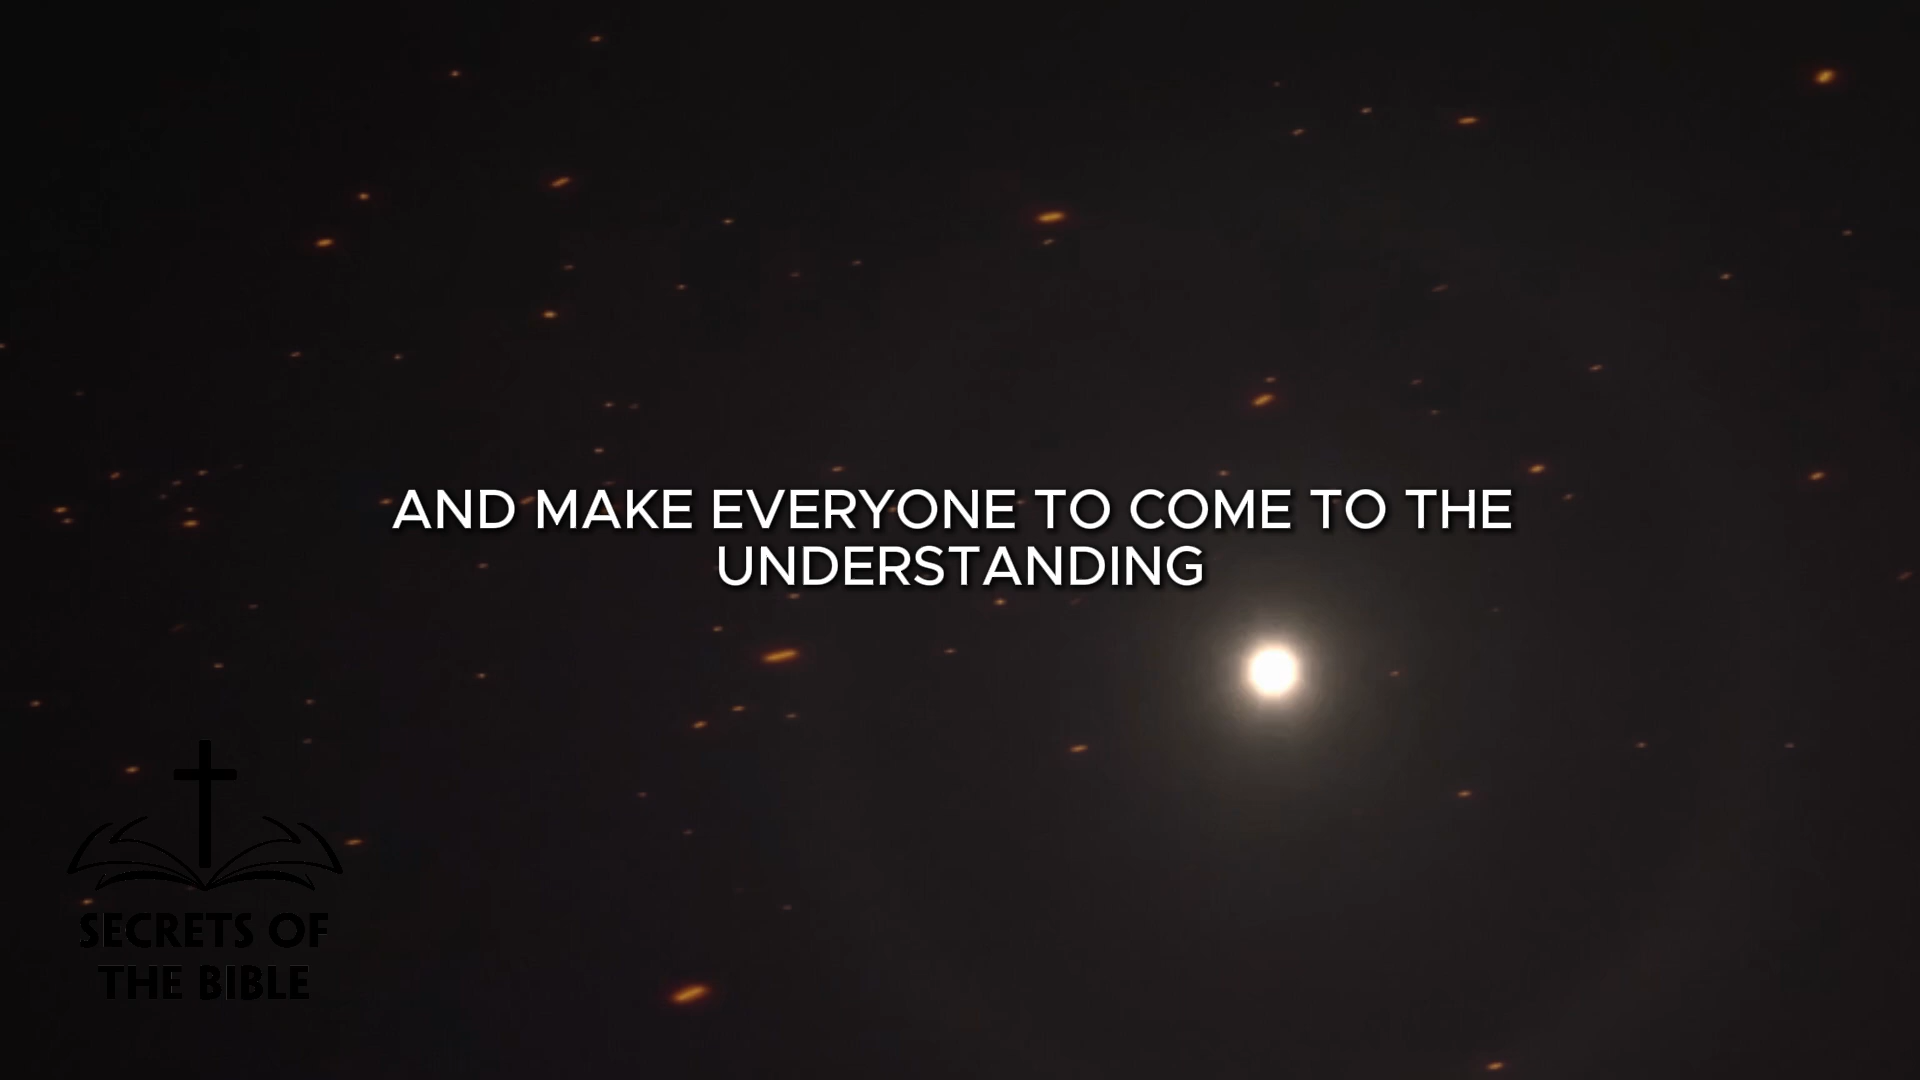 AND MAKE EVERYONE TO COME TO THE
UNDERSTANDING
SECRETS OF
THE BIBLE